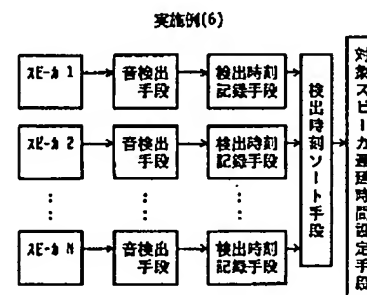 実施例(6)
スピーカ 1
音検出
手段
検出時刻
記録手段
スピーカ 2
音検出
手段
検出時刻
記録手段
スピーカ N
音検出
手段
検出時刻
記録手段
検出時刻ソート手段
対象スピーカ遅延時間設定手段